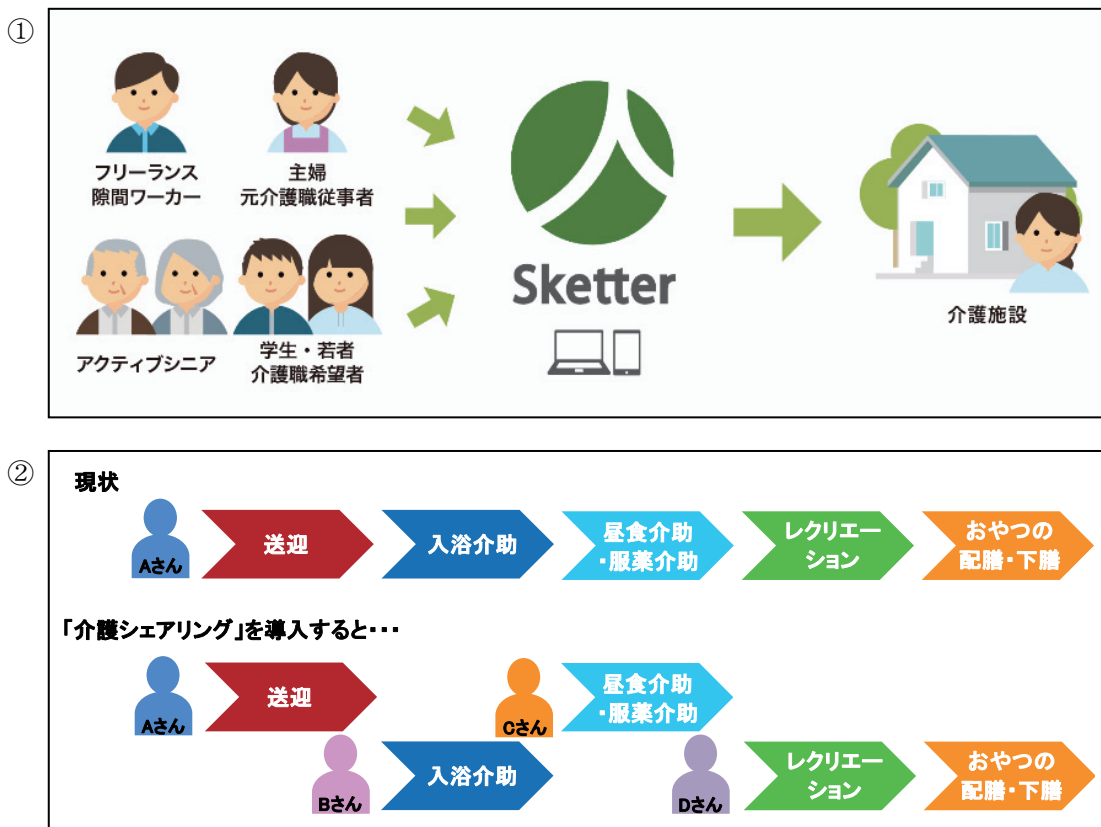 ①
フリーランス
隙間ワーカー
主婦
元介護職従事者
アクティブシニア
学生・若者
介護職希望者
Sketter
介護施設
②
現状
Aさん
送迎
入浴介助
昼食介助
・服薬介助
レクリエー
ション
おやつの
配膳・下膳
「介護シェアリング」を導入すると・・・
Aさん
送迎
Cさん
昼食介助
・服薬介助
Bさん
入浴介助
Dさん
レクリエー
ション
おやつの
配膳・下膳